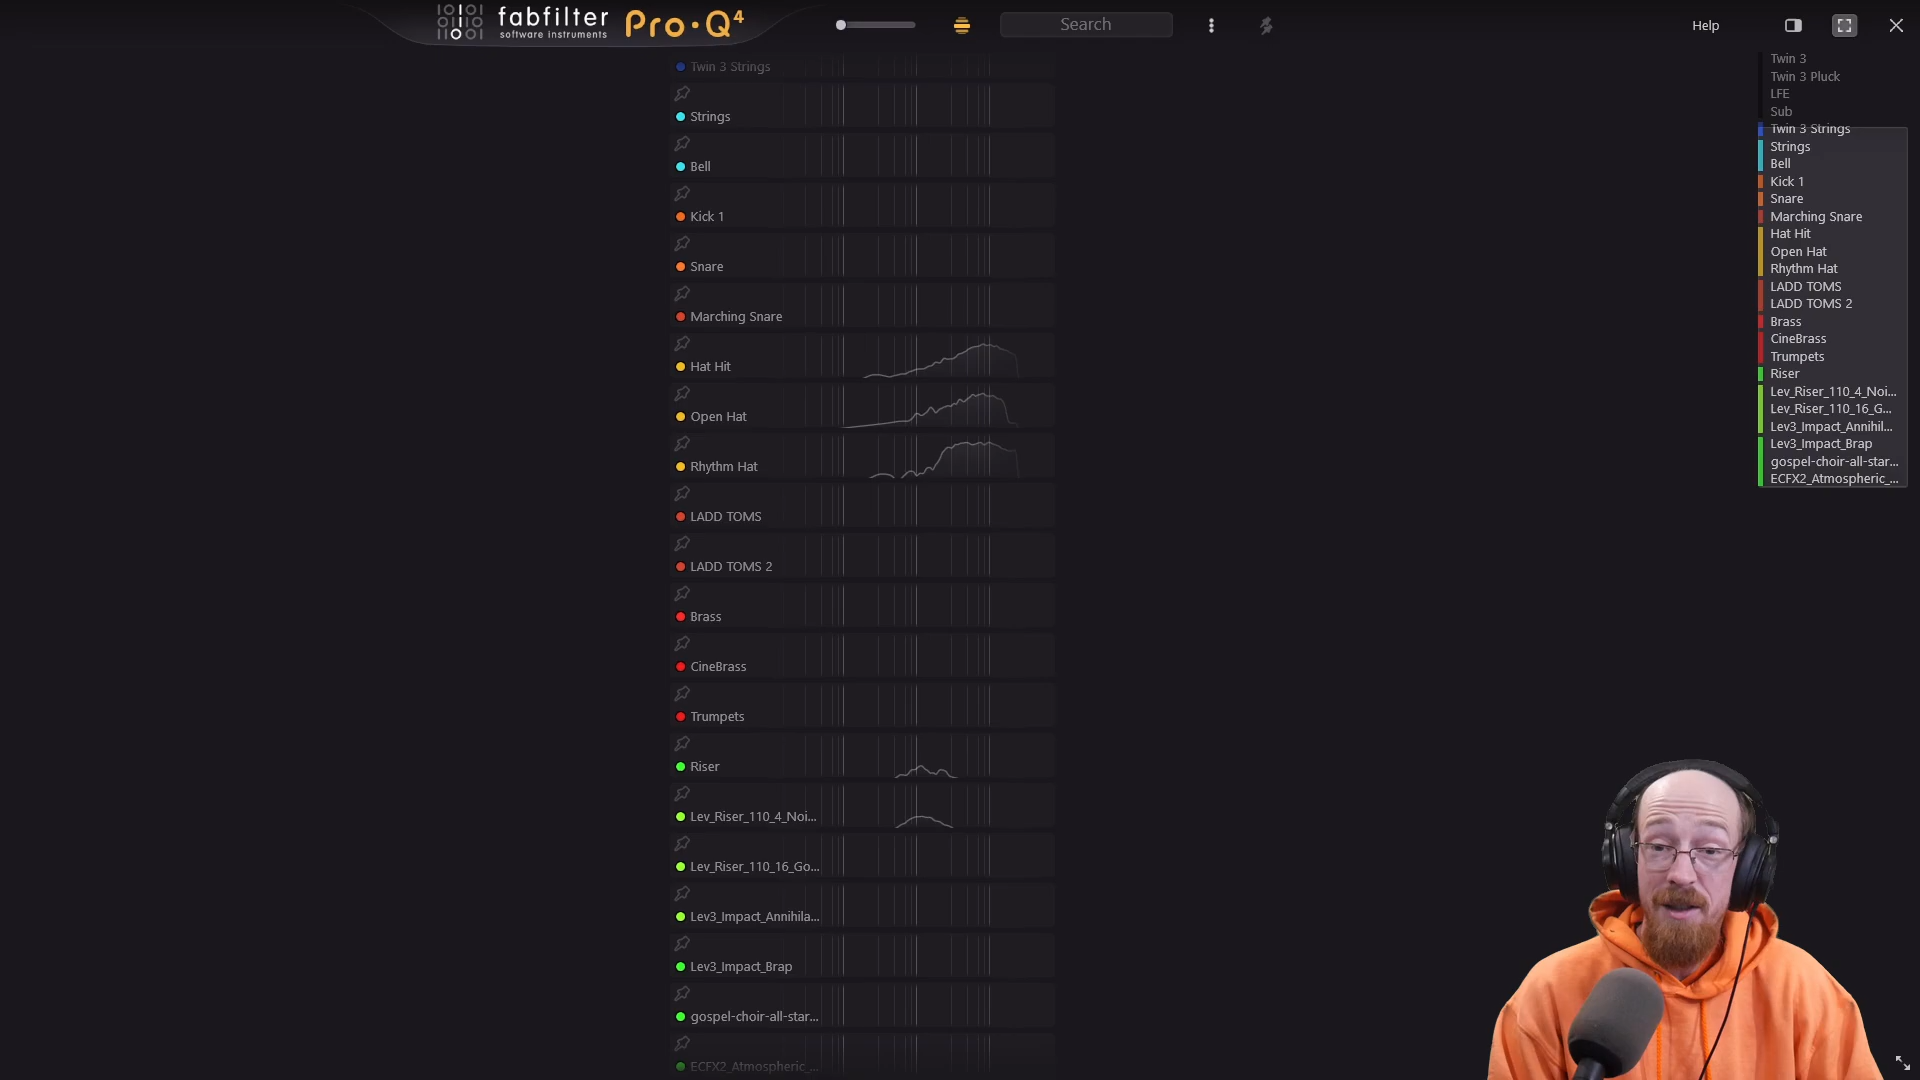 fabfilter
software instruments
Pro·Q4
Search
Help
Twin 3 Strings
Strings
Bell
Kick 1
Snare
Marching Snare
Hat Hit
Open Hat
Rhythm Hat
LADD TOMS
LADD TOMS 2
Brass
CineBrass
Trumpets
Riser
Lev_Riser_110_4_Noi...
Lev_Riser_110_16_Go...
Lev3_Impact_Annihila...
Lev3_Impact_Brap
gospel-choir-all-star...
ECFX2_Atmospheric_...
Twin 3
Twin 3 Pluck
LFE
Sub
Twin 3 Strings
Strings
Bell
Kick 1
Snare
Marching Snare
Hat Hit
Open Hat
Rhythm Hat
LADD TOMS
LADD TOMS 2
Brass
CineBrass
Trumpets
Riser
Lev_Riser_110_4_Noi...
Lev_Riser_110_16_G...
Lev3_Impact_Annihil...
Lev3_Impact_Brap
gospel-choir-all-star...
ECFX2_Atmospheric_...